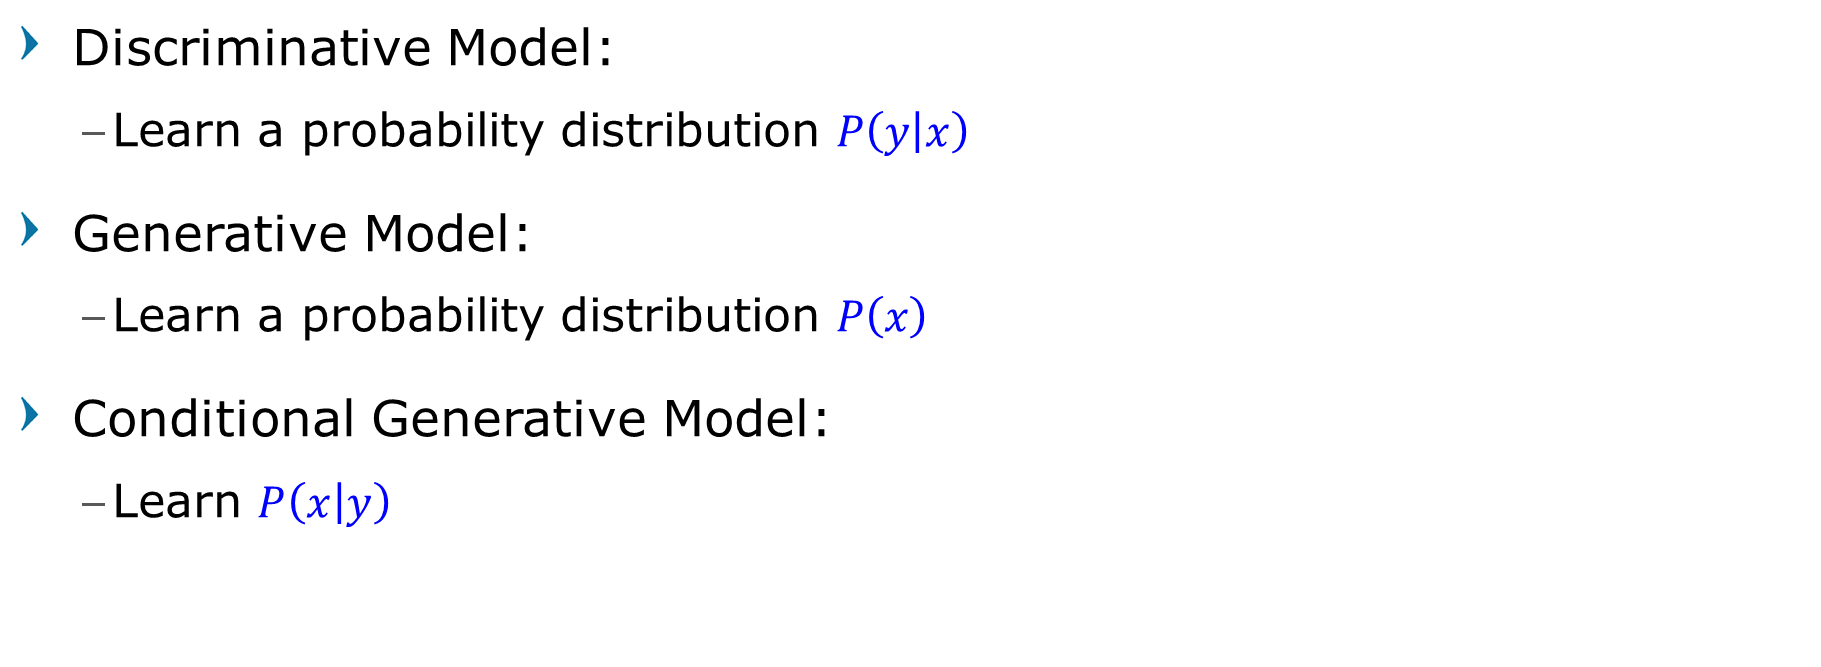 Discriminative Model:
–Learn a probability distribution P(y|x)
Generative Model:
–Learn a probability distribution P(x)
Conditional Generative Model:
–Learn P(x|y)